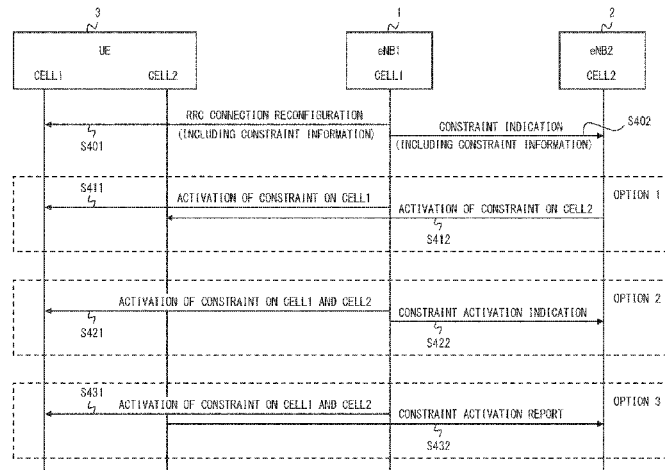 3
1
2
UE
eNB1
eNB2
CELL1
CELL2
CELL1
CELL2
RRC CONNECTION RECONFIGURATION
(INCLUDING CONSTRAINT INFORMATION)
S401
CONSTRAINT INDICATION
(INCLUDING CONSTRAINT INFORMATION)
S402
OPTION 1
S411
ACTIVATION OF CONSTRAINT ON CELL1
ACTIVATION OF CONSTRAINT ON CELL2
S412
OPTION 2
ACTIVATION OF CONSTRAINT ON CELL1 AND CELL2
S421
CONSTRAINT ACTIVATION INDICATION
S422
OPTION 3
S431
ACTIVATION OF CONSTRAINT ON CELL1 AND CELL2
CONSTRAINT ACTIVATION REPORT
S432